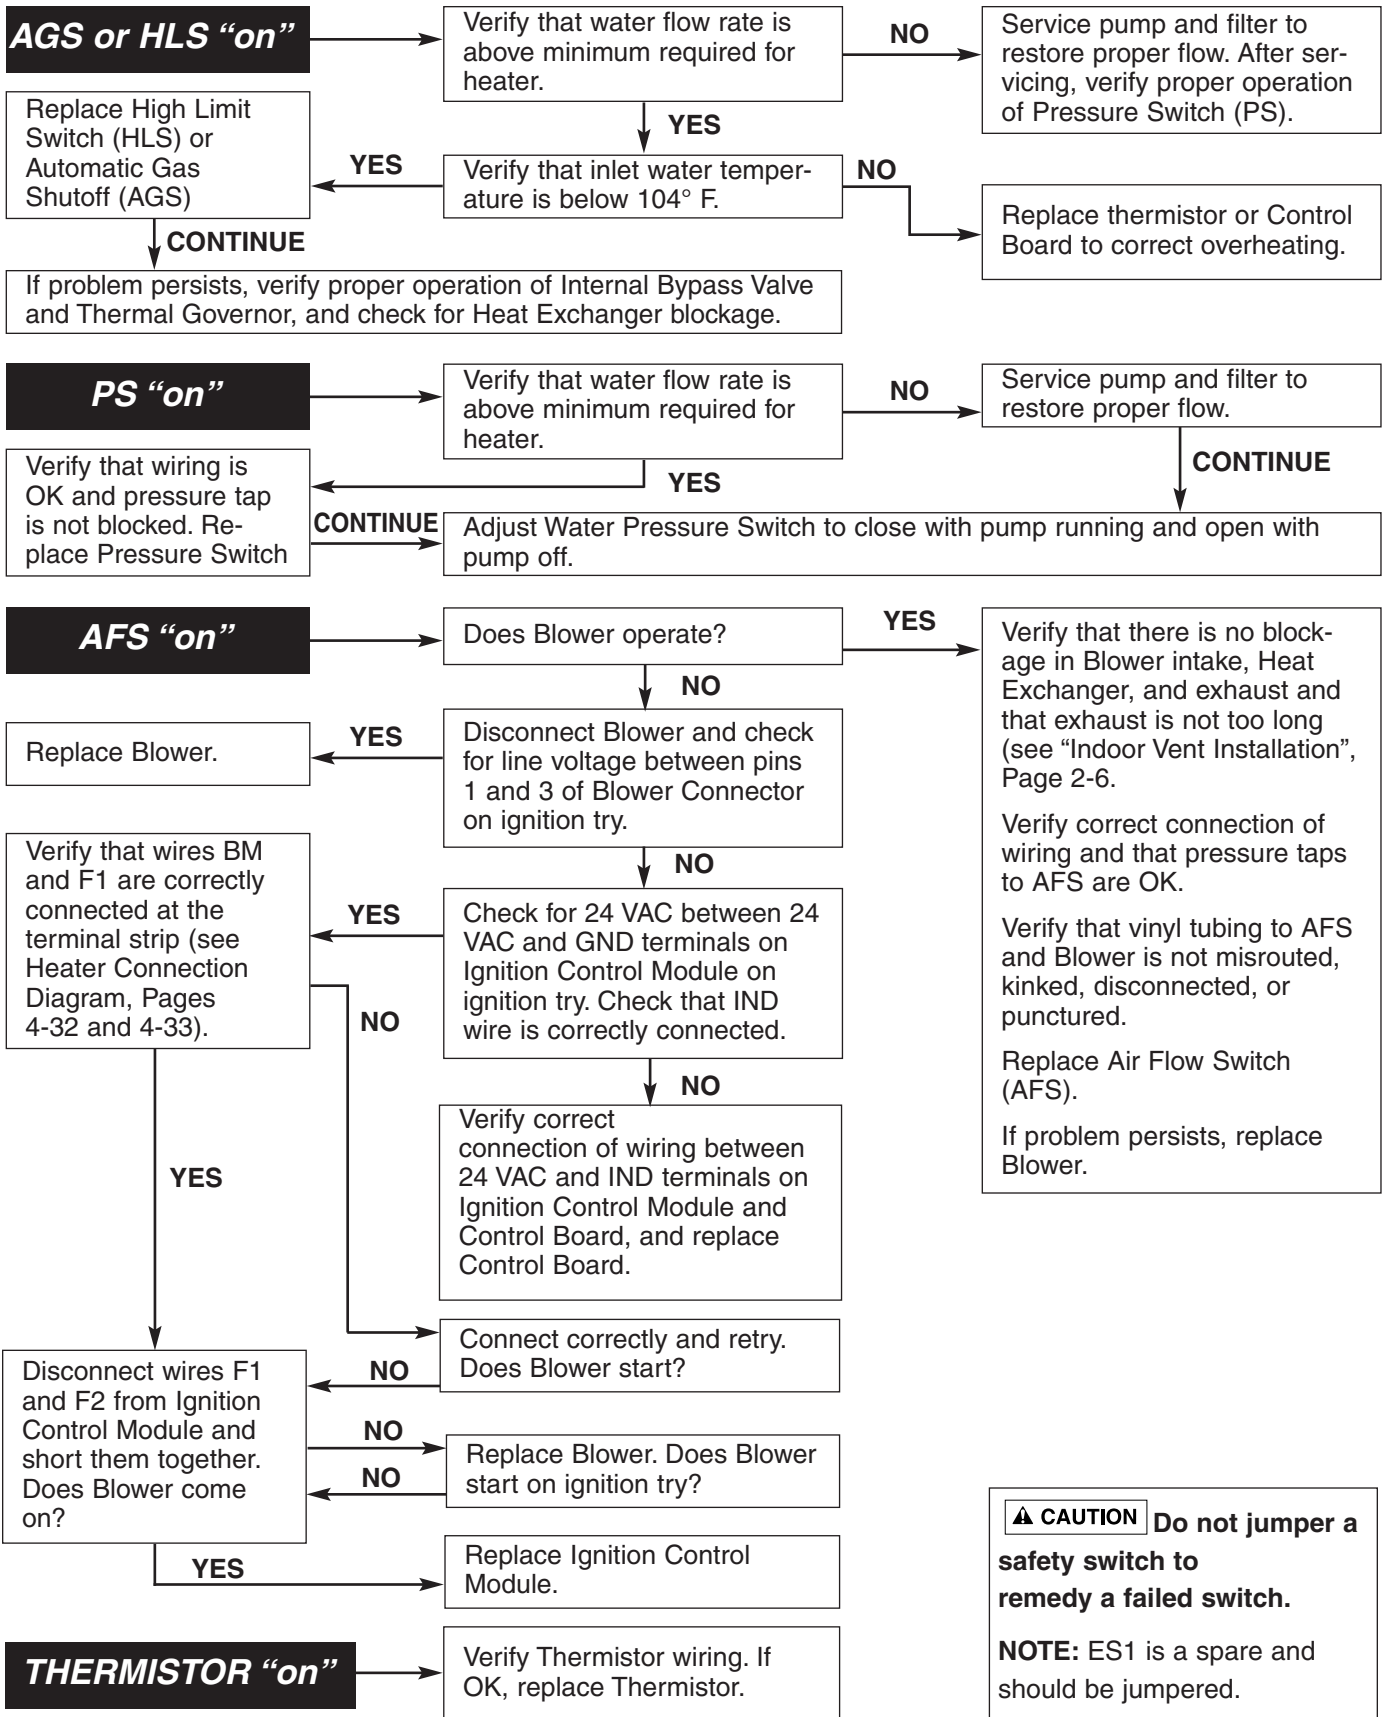 AGS or HLS “on”
Verify that water flow rate is
above minimum required for
heater.
NO
Service pump and filter to
restore proper flow. After ser-
vicing, verify proper operation
of Pressure Switch (PS).
YES
Verify that inlet water temper-
ature is below 104° F.
YES
Replace High Limit
Switch (HLS) or
Automatic Gas
Shutoff (AGS)
NO
Replace thermistor or Control
Board to correct overheating.
CONTINUE
If problem persists, verify proper operation of Internal Bypass Valve
and Thermal Governor, and check for Heat Exchanger blockage.
PS “on”
Verify that water flow rate is
above minimum required for
heater.
NO
Service pump and filter to
restore proper flow.
YES
CONTINUE
Verify that wiring is
OK and pressure tap
is not blocked. Re-
place Pressure Switch
CONTINUE
Adjust Water Pressure Switch to close with pump running and open with
pump off.
AFS “on”
Does Blower operate?
YES
Verify that there is no block-
age in Blower intake, Heat
Exchanger, and exhaust and
that exhaust is not too long
(see “Indoor Vent Installation”,
Page 2-6.
Verify correct connection of
wiring and that pressure taps
to AFS are OK.
Verify that vinyl tubing to AFS
and Blower is not misrouted,
kinked, disconnected, or
punctured.
Replace Air Flow Switch
(AFS).
If problem persists, replace
Blower.
NO
Disconnect Blower and check
for line voltage between pins
1 and 3 of Blower Connector
on ignition try.
YES
Replace Blower.
NO
Check for 24 VAC between 24
VAC and GND terminals on
Ignition Control Module on
ignition try. Check that IND
wire is correctly connected.
YES
Verify that wires BM
and F1 are correctly
connected at the
terminal strip (see
Heater Connection
Diagram, Pages
4-32 and 4-33).
NO
NO
Verify correct
connection of wiring between
24 VAC and IND terminals on
Ignition Control Module and
Control Board, and replace
Control Board.
YES
Connect correctly and retry.
Does Blower start?
NO
Disconnect wires F1
and F2 from Ignition
Control Module and
short them together.
Does Blower come
on?
NO
Replace Blower. Does Blower
start on ignition try?
NO
YES
Replace Ignition Control
Module.
THERMISTOR “on”
Verify Thermistor wiring. If
OK, replace Thermistor.
CAUTION Do not jumper a
safety switch to
remedy a failed switch.
NOTE: ES1 is a spare and
should be jumpered.